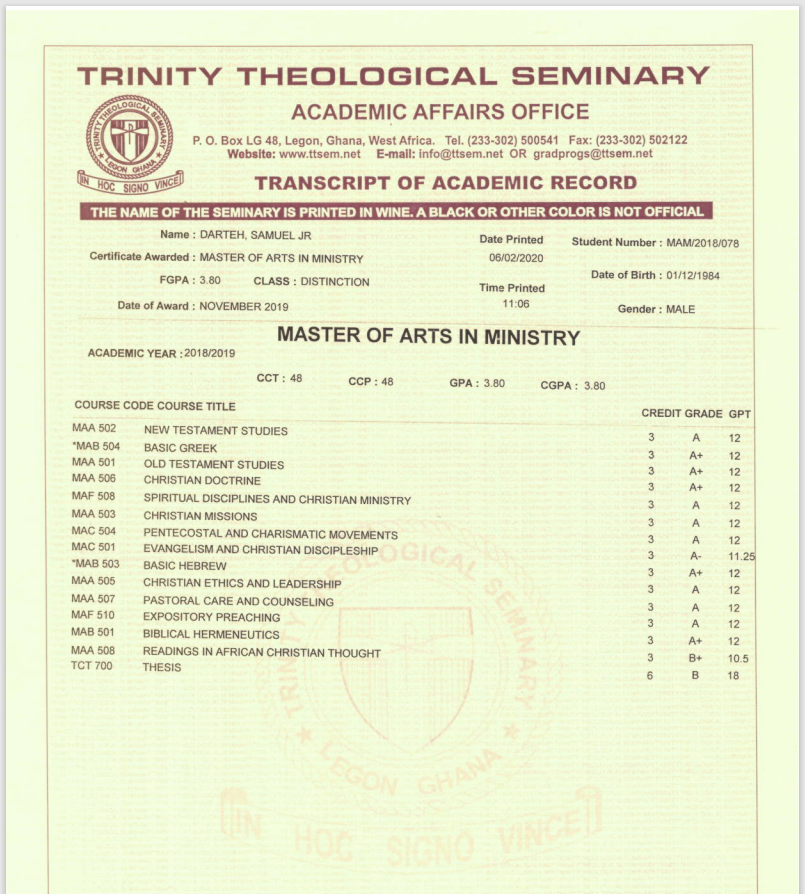 TRINITY THEOLOGICAL SEMINARY
ACADEMIC AFFAIRS OFFICE
TRINITY THEOLOGICAL SEMINARY
LEGON GHANA
IN HOC SIGNO VINCE
P. O. Box LG 48, Legon, Ghana, West Africa. Tel. (233-302) 500541 Fax: (233-302) 502122
Website: www.ttsem.net E-mail: info@ttsem.net OR gradprogs@ttsem.net
TRANSCRIPT OF ACADEMIC RECORD
THE NAME OF THE SEMINARY IS PRINTED IN WINE. A BLACK OR OTHER COLOR IS NOT OFFICIAL
Name : DARTEH, SAMUEL JR
Certificate Awarded : MASTER OF ARTS IN MINISTRY
FGPA : 3.80 CLASS : DISTINCTION
Date of Award : NOVEMBER 2019
Date Printed
06/02/2020
Time Printed
11:06
Student Number : MAM/2018/078
Date of Birth : 01/12/1984
Gender : MALE
MASTER OF ARTS IN MINISTRY
ACADEMIC YEAR : 2018/2019
CCT : 48 CCP : 48 GPA : 3.80 CGPA : 3.80
COURSE CODE COURSE TITLE CREDIT GRADE GPT
MAA 502 NEW TESTAMENT STUDIES 3 A 12
*MAB 504 BASIC GREEK 3 A+ 12
MAA 501 OLD TESTAMENT STUDIES 3 A+ 12
MAA 506 CHRISTIAN DOCTRINE 3 A+ 12
MAF 508 SPIRITUAL DISCIPLINES AND CHRISTIAN MINISTRY 3 A 12
MAA 503 CHRISTIAN MISSIONS 3 A 12
MAC 504 PENTECOSTAL AND CHARISMATIC MOVEMENTS 3 A 12
MAC 501 EVANGELISM AND CHRISTIAN DISCIPLESHIP 3 A- 11.25
*MAB 503 BASIC HEBREW 3 A+ 12
MAA 505 CHRISTIAN ETHICS AND LEADERSHIP 3 A 12
MAA 507 PASTORAL CARE AND COUNSELING 3 A 12
MAF 510 EXPOSITORY PREACHING 3 A 12
MAB 501 BIBLICAL HERMENEUTICS 3 A+ 12
MAA 508 READINGS IN AFRICAN CHRISTIAN THOUGHT 3 B+ 10.5
TCT 700 THESIS 6 B 18
TRINITY THEOLOGICAL SEMINARY
LEGON GHANA
IN HOC SIGNO VINCE